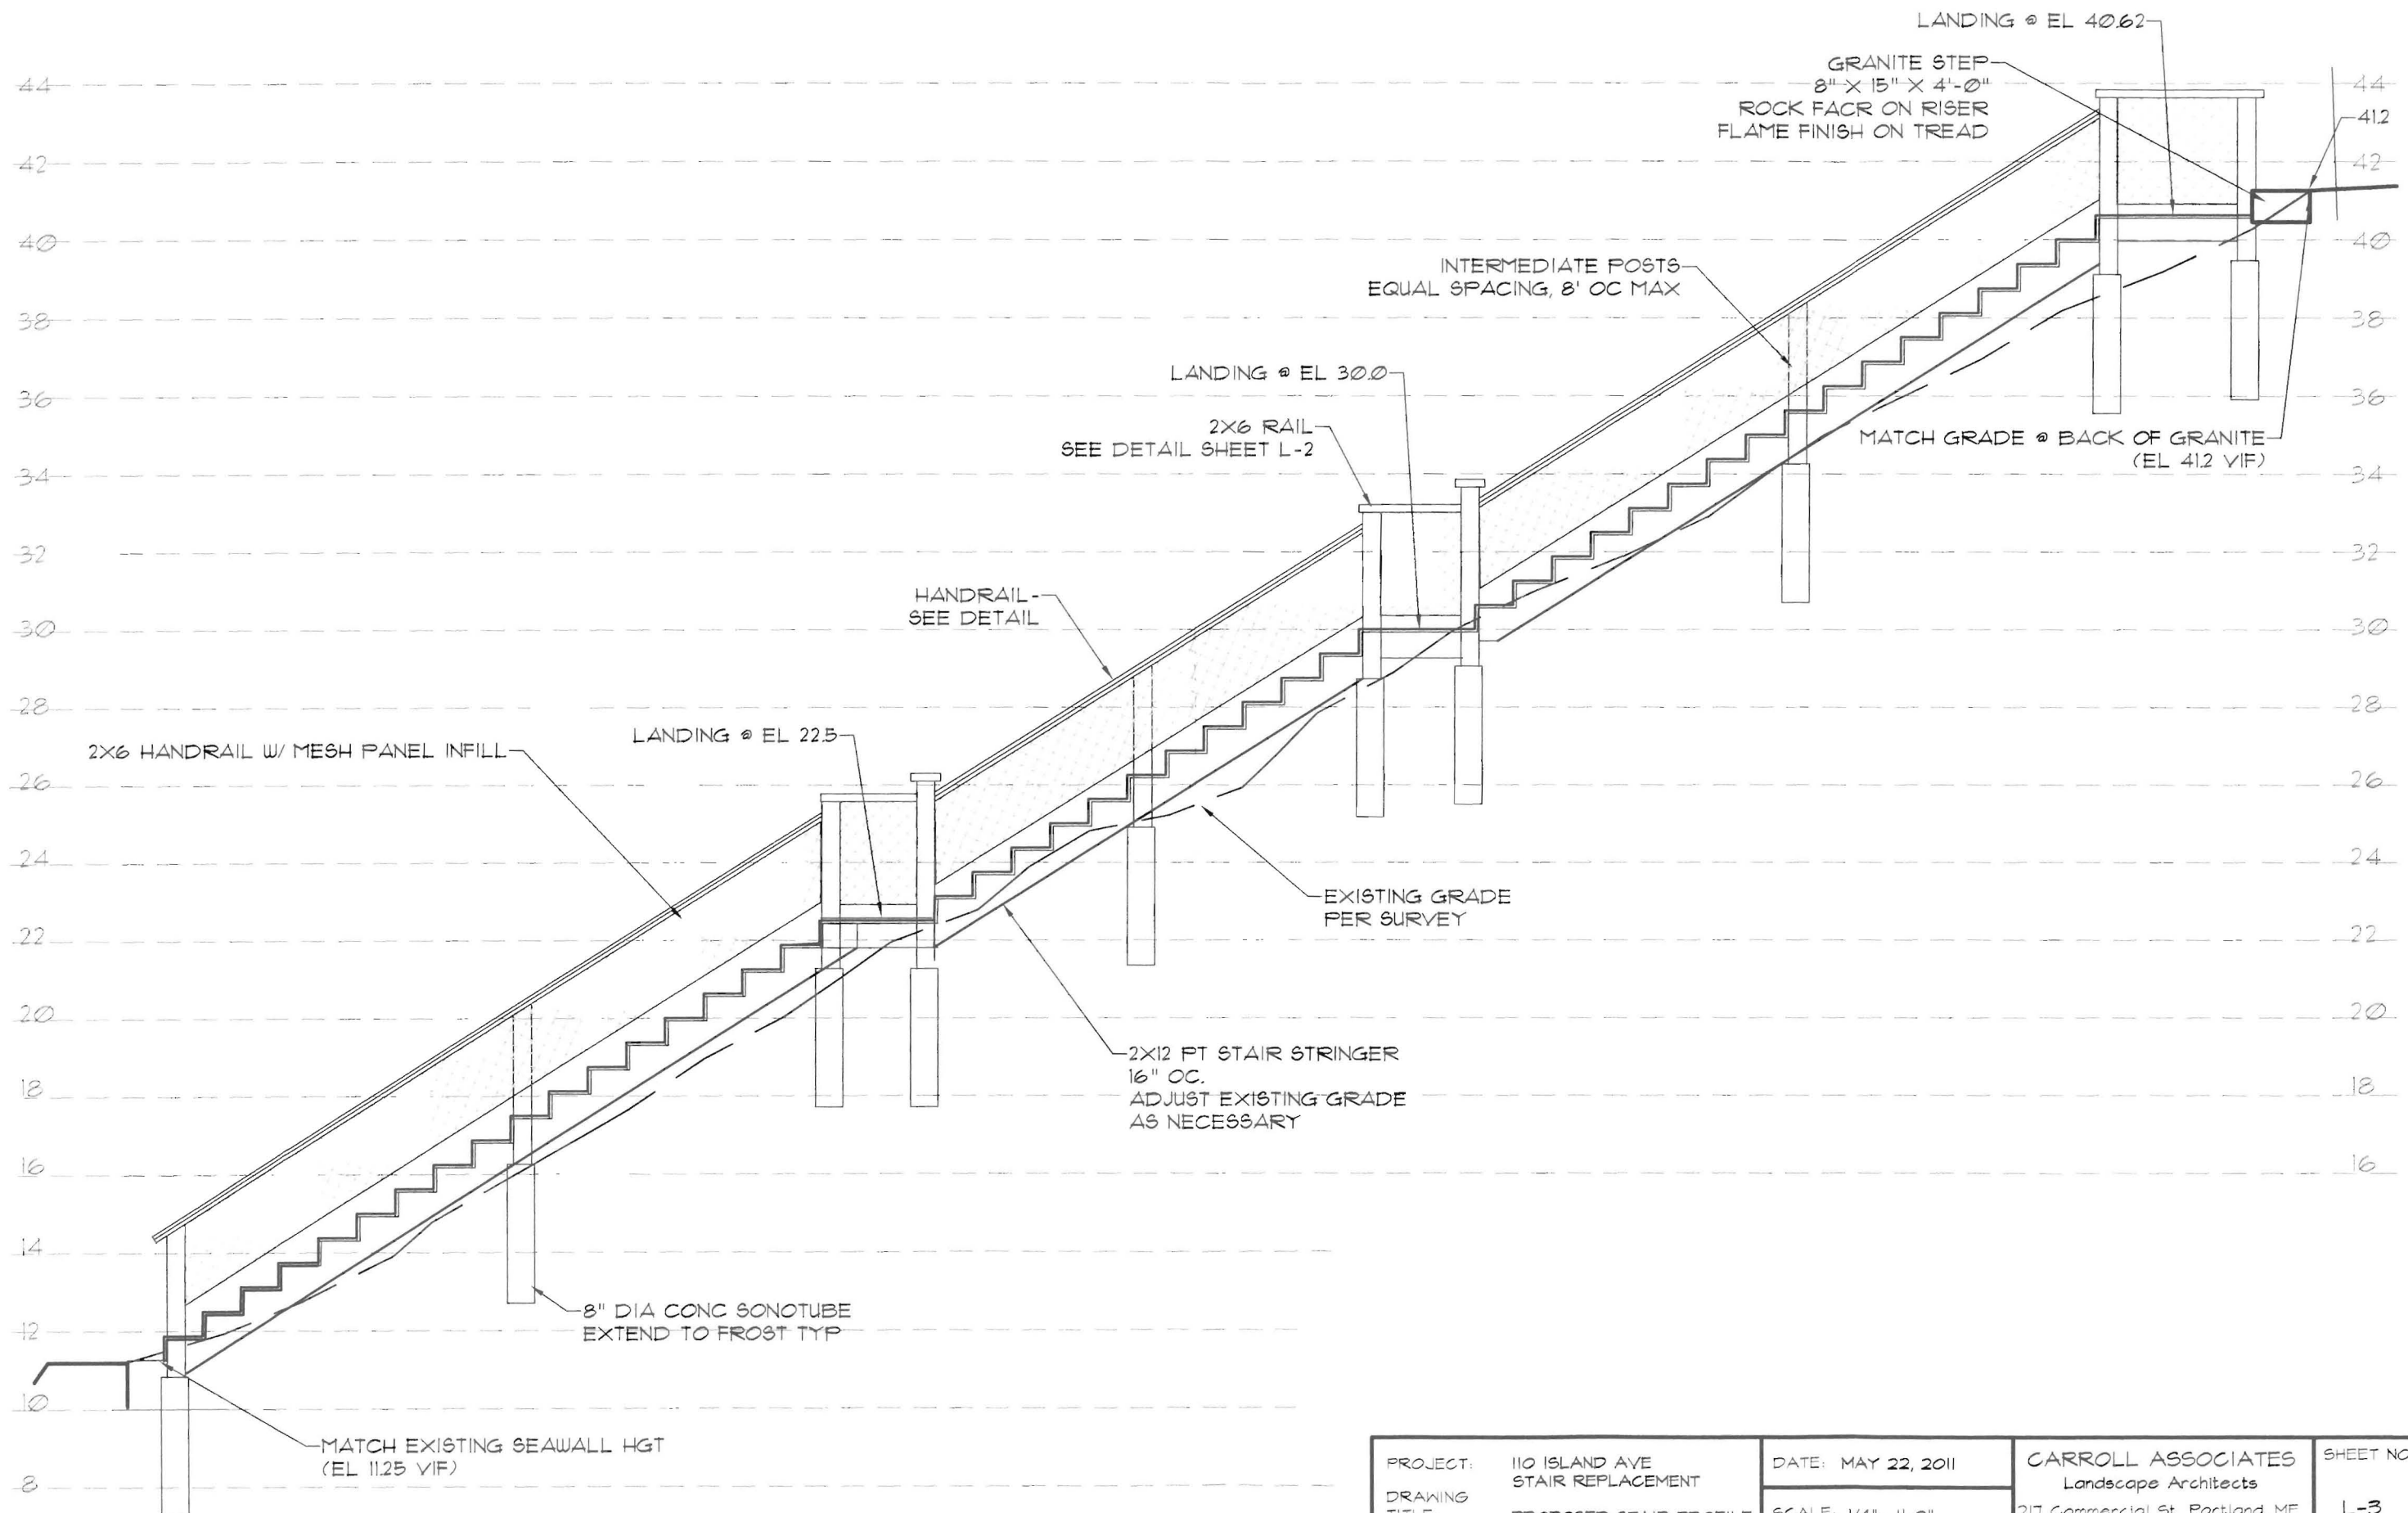 LANDING @ EL 40.62
GRANITE STEP
8" X 15" X 4'-0"
ROCK FACR ON RISER
FLAME FINISH ON TREAD
41.2
INTERMEDIATE POSTS
EQUAL SPACING, 8' OC MAX
LANDING @ EL 30.0
2X6 RAIL
SEE DETAIL SHEET L-2
MATCH GRADE @ BACK OF GRANITE
(EL 41.2 VIF)
HANDRAIL-
SEE DETAIL
LANDING @ EL 22.5
2X6 HANDRAIL W/ MESH PANEL INFILL
EXISTING GRADE
PER SURVEY
2X12 PT STAIR STRINGER
16" OC.
ADJUST EXISTING GRADE
AS NECESSARY
8" DIA CONC SONOTUBE
EXTEND TO FROST TYP
MATCH EXISTING SEAWALL HGT
(EL 11.25 VIF)
44
42
40
38
36
34
32
30
28
26
24
22
20
18
16
14
12
10
8
44
42
40
38
36
34
32
30
28
26
24
22
20
18
16
PROJECT: 110 ISLAND AVE
STAIR REPLACEMENT
DRAWING
DATE: MAY 22, 2011
CARROLL ASSOCIATES
Landscape Architects
217 Commercial St. Portland, ME
SHEET NO
L-3